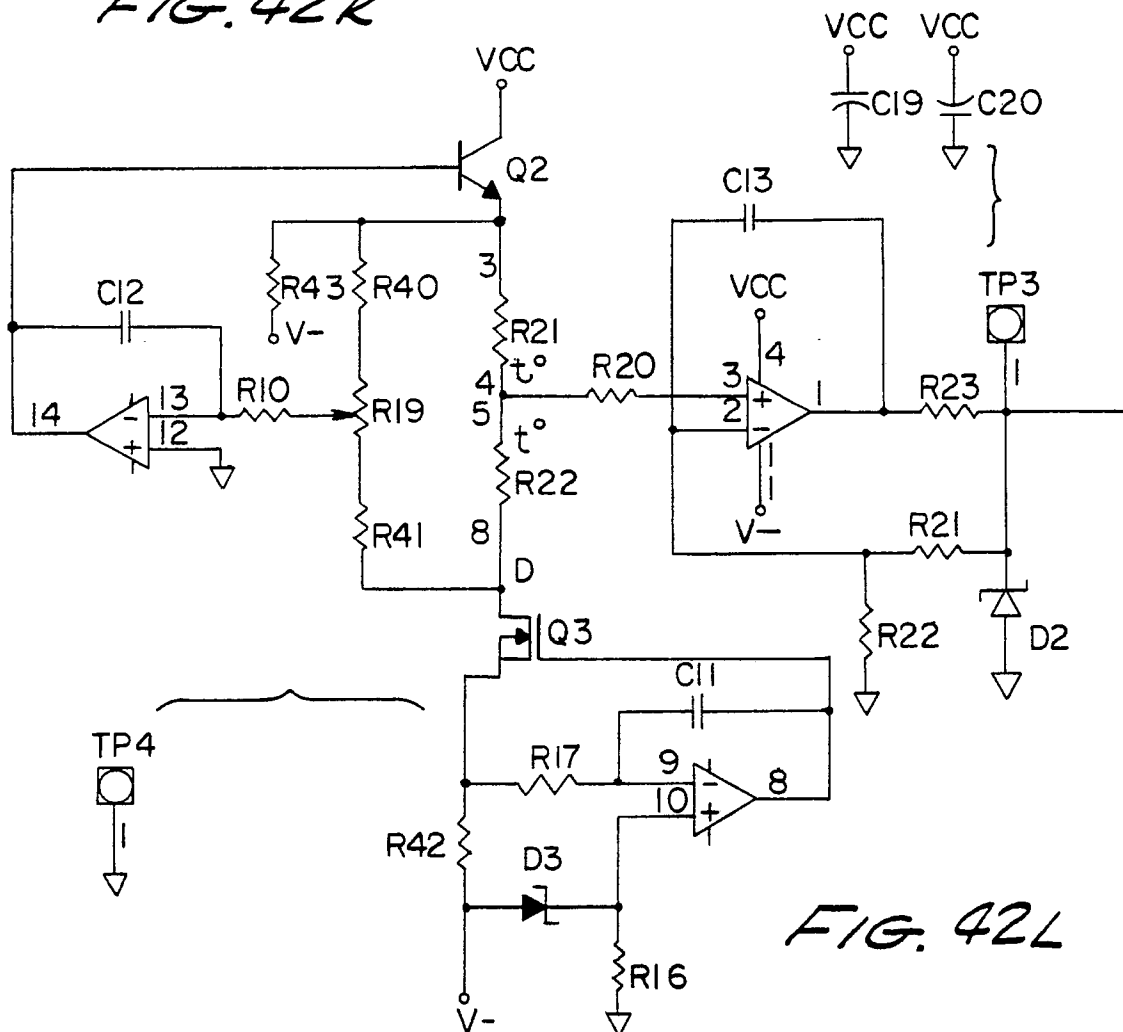 FIG. 42K
VCC
VCC
VCC
C19
C20
Q2
C13
3
R43
R40
C12
V-
VCC
TP3
R21
t°
4
1
R20
3
1
R23
4
5
14
13
R10
R19
2
12
t°
R22
1
1
V-
R21
R41
8
D
Q3
R22
D2
C11
TP4
R17
9
8
10
1
R42
D3
FIG. 42L
R16
V-